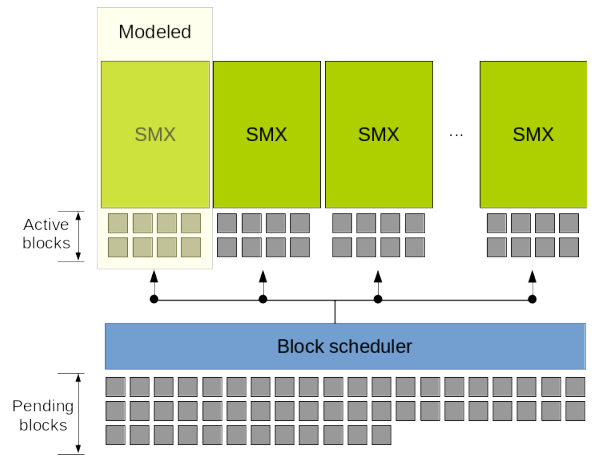 Modeled
SMX
SMX
SMX
...
SMX
Active
blocks
Block scheduler
Pending
blocks